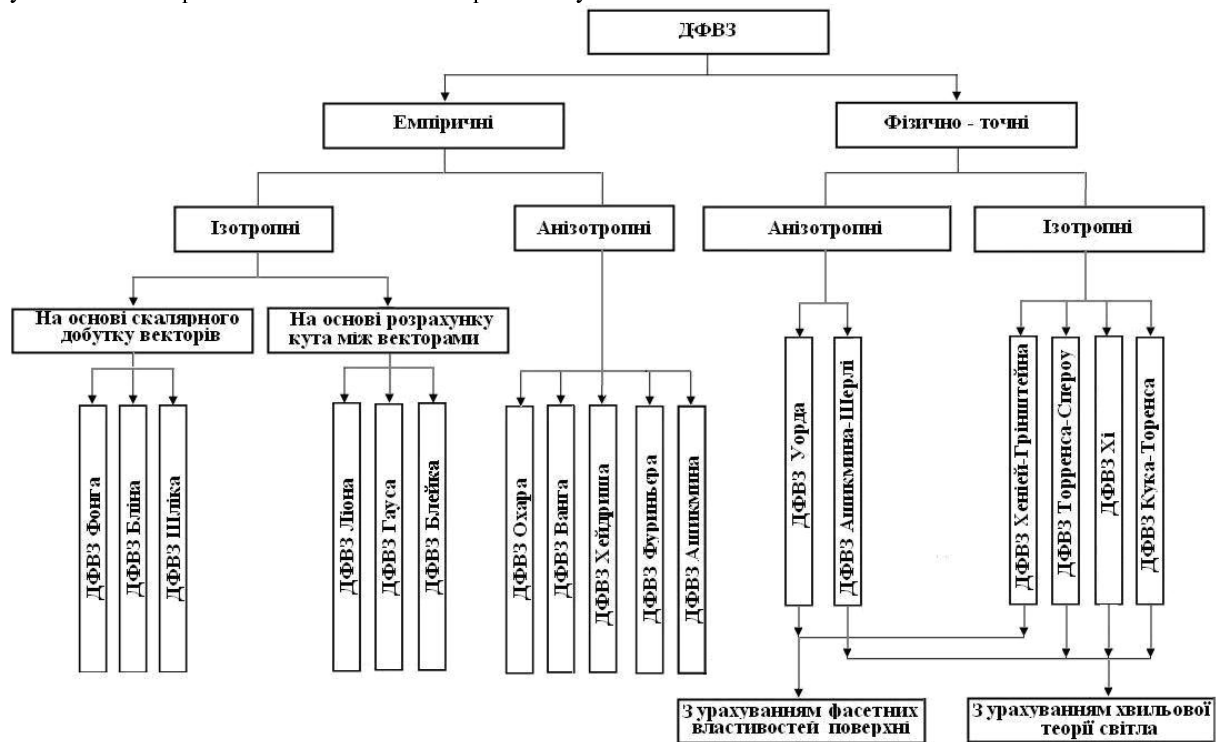 ДФВЗ
Емпіричні
Фізично - точні
Ізотропні
Анізотропні
Анізотропні
Ізотропні
На основі скалярного
добутку векторів
На основі розрахунку
кута між векторами
ДФВЗ Фонга
ДФВЗ Бліна
ДФВЗ Шліка
ДФВЗ Ліона
ДФВЗ Гауса
ДФВЗ Блейка
ДФВЗ Охара
ДФВЗ Ванга
ДФВЗ Хейдриша
ДФВЗ Фуриньєра
ДФВЗ Ашикмина
ДФВЗ Уорда
ДФВЗ Ашикмина-Шерлі
ДФВЗ Хеніей-Грінштейна
ДФВЗ Торренса-Спероу
ДФВЗ Хі
ДФВЗ Кука-Торенса
З урахуванням фасетних
властивостей поверхні
З урахуванням хвильової
теорії світла